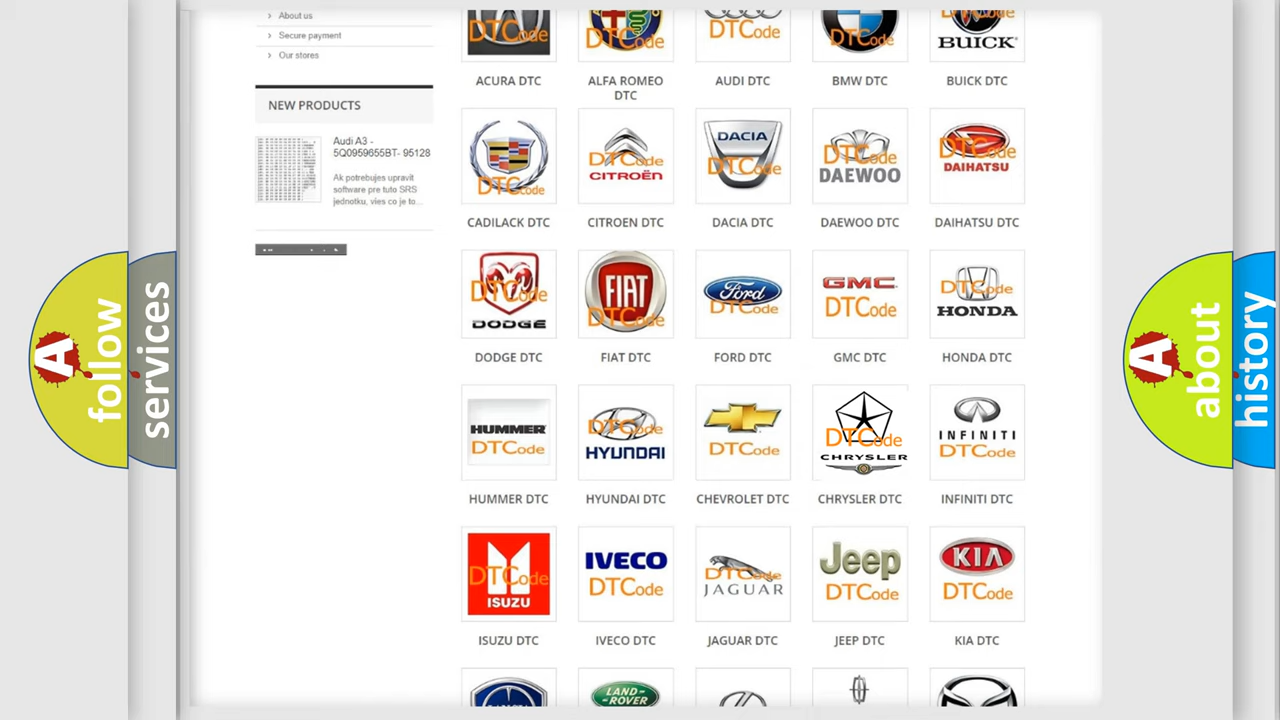 About us
Secure payment
Our stores
NEW PRODUCTS
Audi A3 -
5Q0959655BT- 95128
Ak potrebujes upravit
software pre tuto SRS
jednotku, vies co je to...
DTCode
DTCode
DTCode
DTCode
BUICK
ACURA DTC
ALFA ROMEO
DTC
AUDI DTC
BMW DTC
BUICK DTC
DTCode
DTCode
CITROËN
DACIA
DTCode
DTCode
DAEWOO
DTCode
DAIHATSU
CADILACK DTC
CITROEN DTC
DACIA DTC
DAEWOO DTC
DAIHATSU DTC
DTCode
DODGE
FIAT
DTCode
Ford
DTCode
GMC
DTCode
DTCode
HONDA
DODGE DTC
FIAT DTC
FORD DTC
GMC DTC
HONDA DTC
HUMMER
DTCode
DTCode
HYUNDAI
DTCode
DTCode
CHRYSLER
INFINITI
DTCode
HUMMER DTC
HYUNDAI DTC
CHEVROLET DTC
CHRYSLER DTC
INFINITI DTC
DTCode
ISUZU
IVECO
DTCode
DTCode
JAGUAR
Jeep
DTCode
KIA
DTCode
ISUZU DTC
IVECO DTC
JAGUAR DTC
JEEP DTC
KIA DTC
LAND-
ROVER
A
follow
services
A
about
history